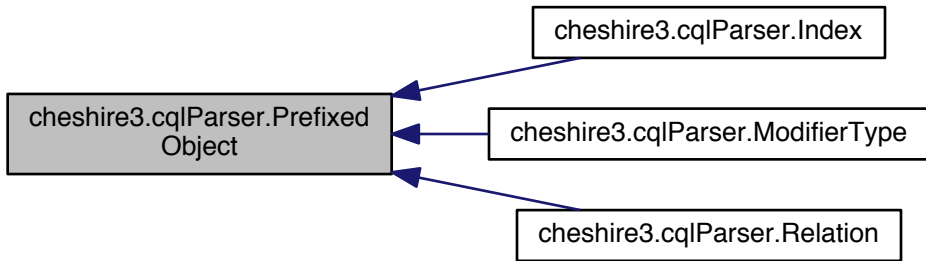 cheshire3.cqlParser.Index
cheshire3.cqlParser.Prefixed
Object
cheshire3.cqlParser.ModifierType
cheshire3.cqlParser.Relation